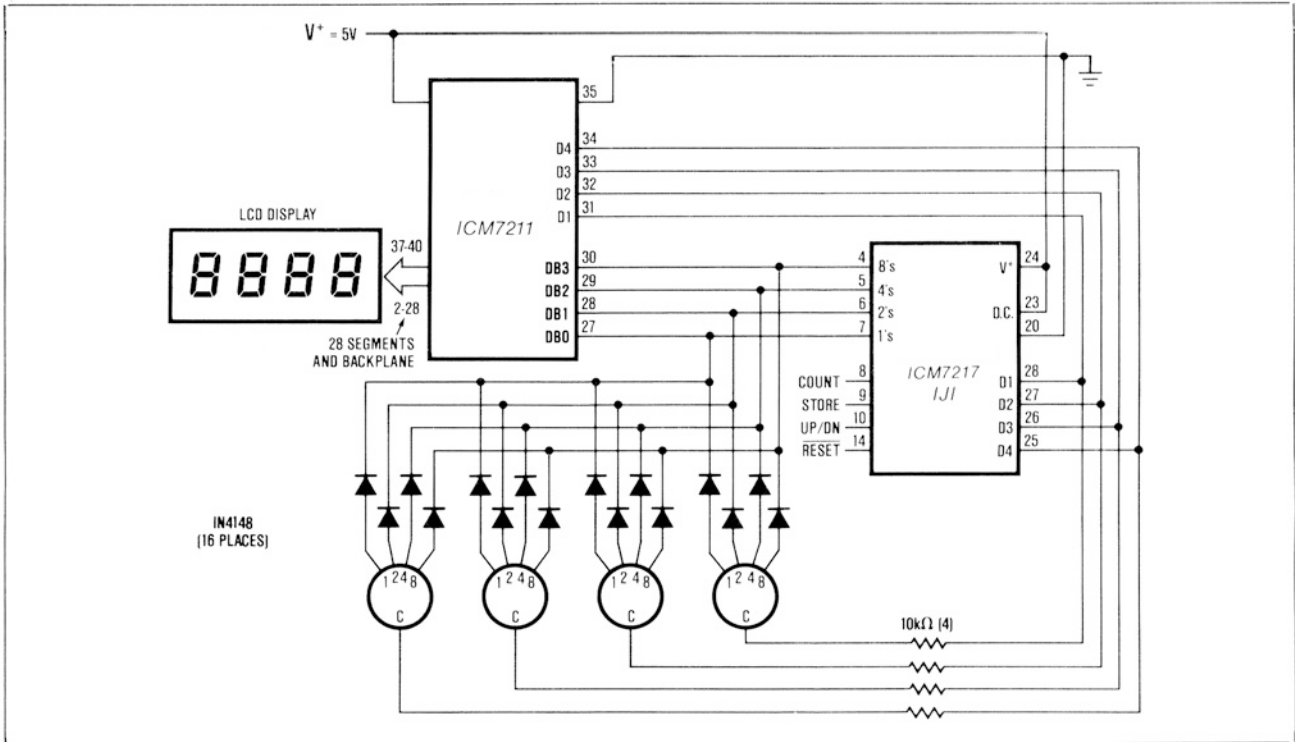 V+ = 5V
35
34
D4
33
D3
32
D2
31
D1
ICM7211
LCD DISPLAY
8888
37-40
2-28
28 SEGMENTS
AND BACKPLANE
30
DB3
29
DB2
28
DB1
27
DB0
4
8's
5
4's
6
2's
7
1's
V+
24
D.C.
23
20
ICM7217
IJI
COUNT
8
STORE
9
UP/DN
10
RESET
14
D1
28
D2
27
D3
26
D4
25
IN4148
(16 PLACES)
1 2 4 8
C
1 2 4 8
C
1 2 4 8
C
1 2 4 8
C
10kΩ (4)